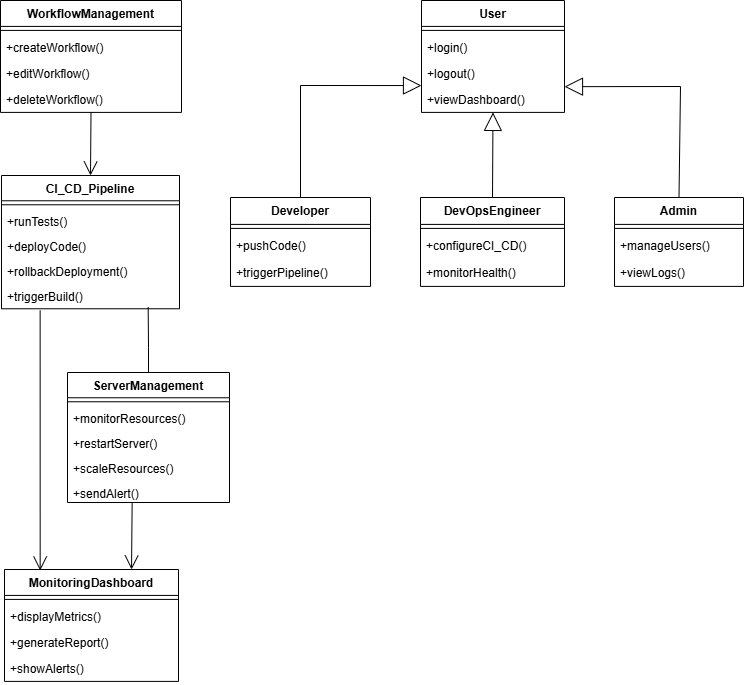 WorkflowManagement
+createWorkflow()
+editWorkflow()
+deleteWorkflow()
User
+login()
+logout()
+viewDashboard()
CI_CD_Pipeline
+runTests()
+deployCode()
+rollbackDeployment()
+triggerBuild()
Developer
+pushCode()
+triggerPipeline()
DevOpsEngineer
+configureCI_CD()
+monitorHealth()
Admin
+manageUsers()
+viewLogs()
ServerManagement
+monitorResources()
+restartServer()
+scaleResources()
+sendAlert()
MonitoringDashboard
+displayMetrics()
+generateReport()
+showAlerts()